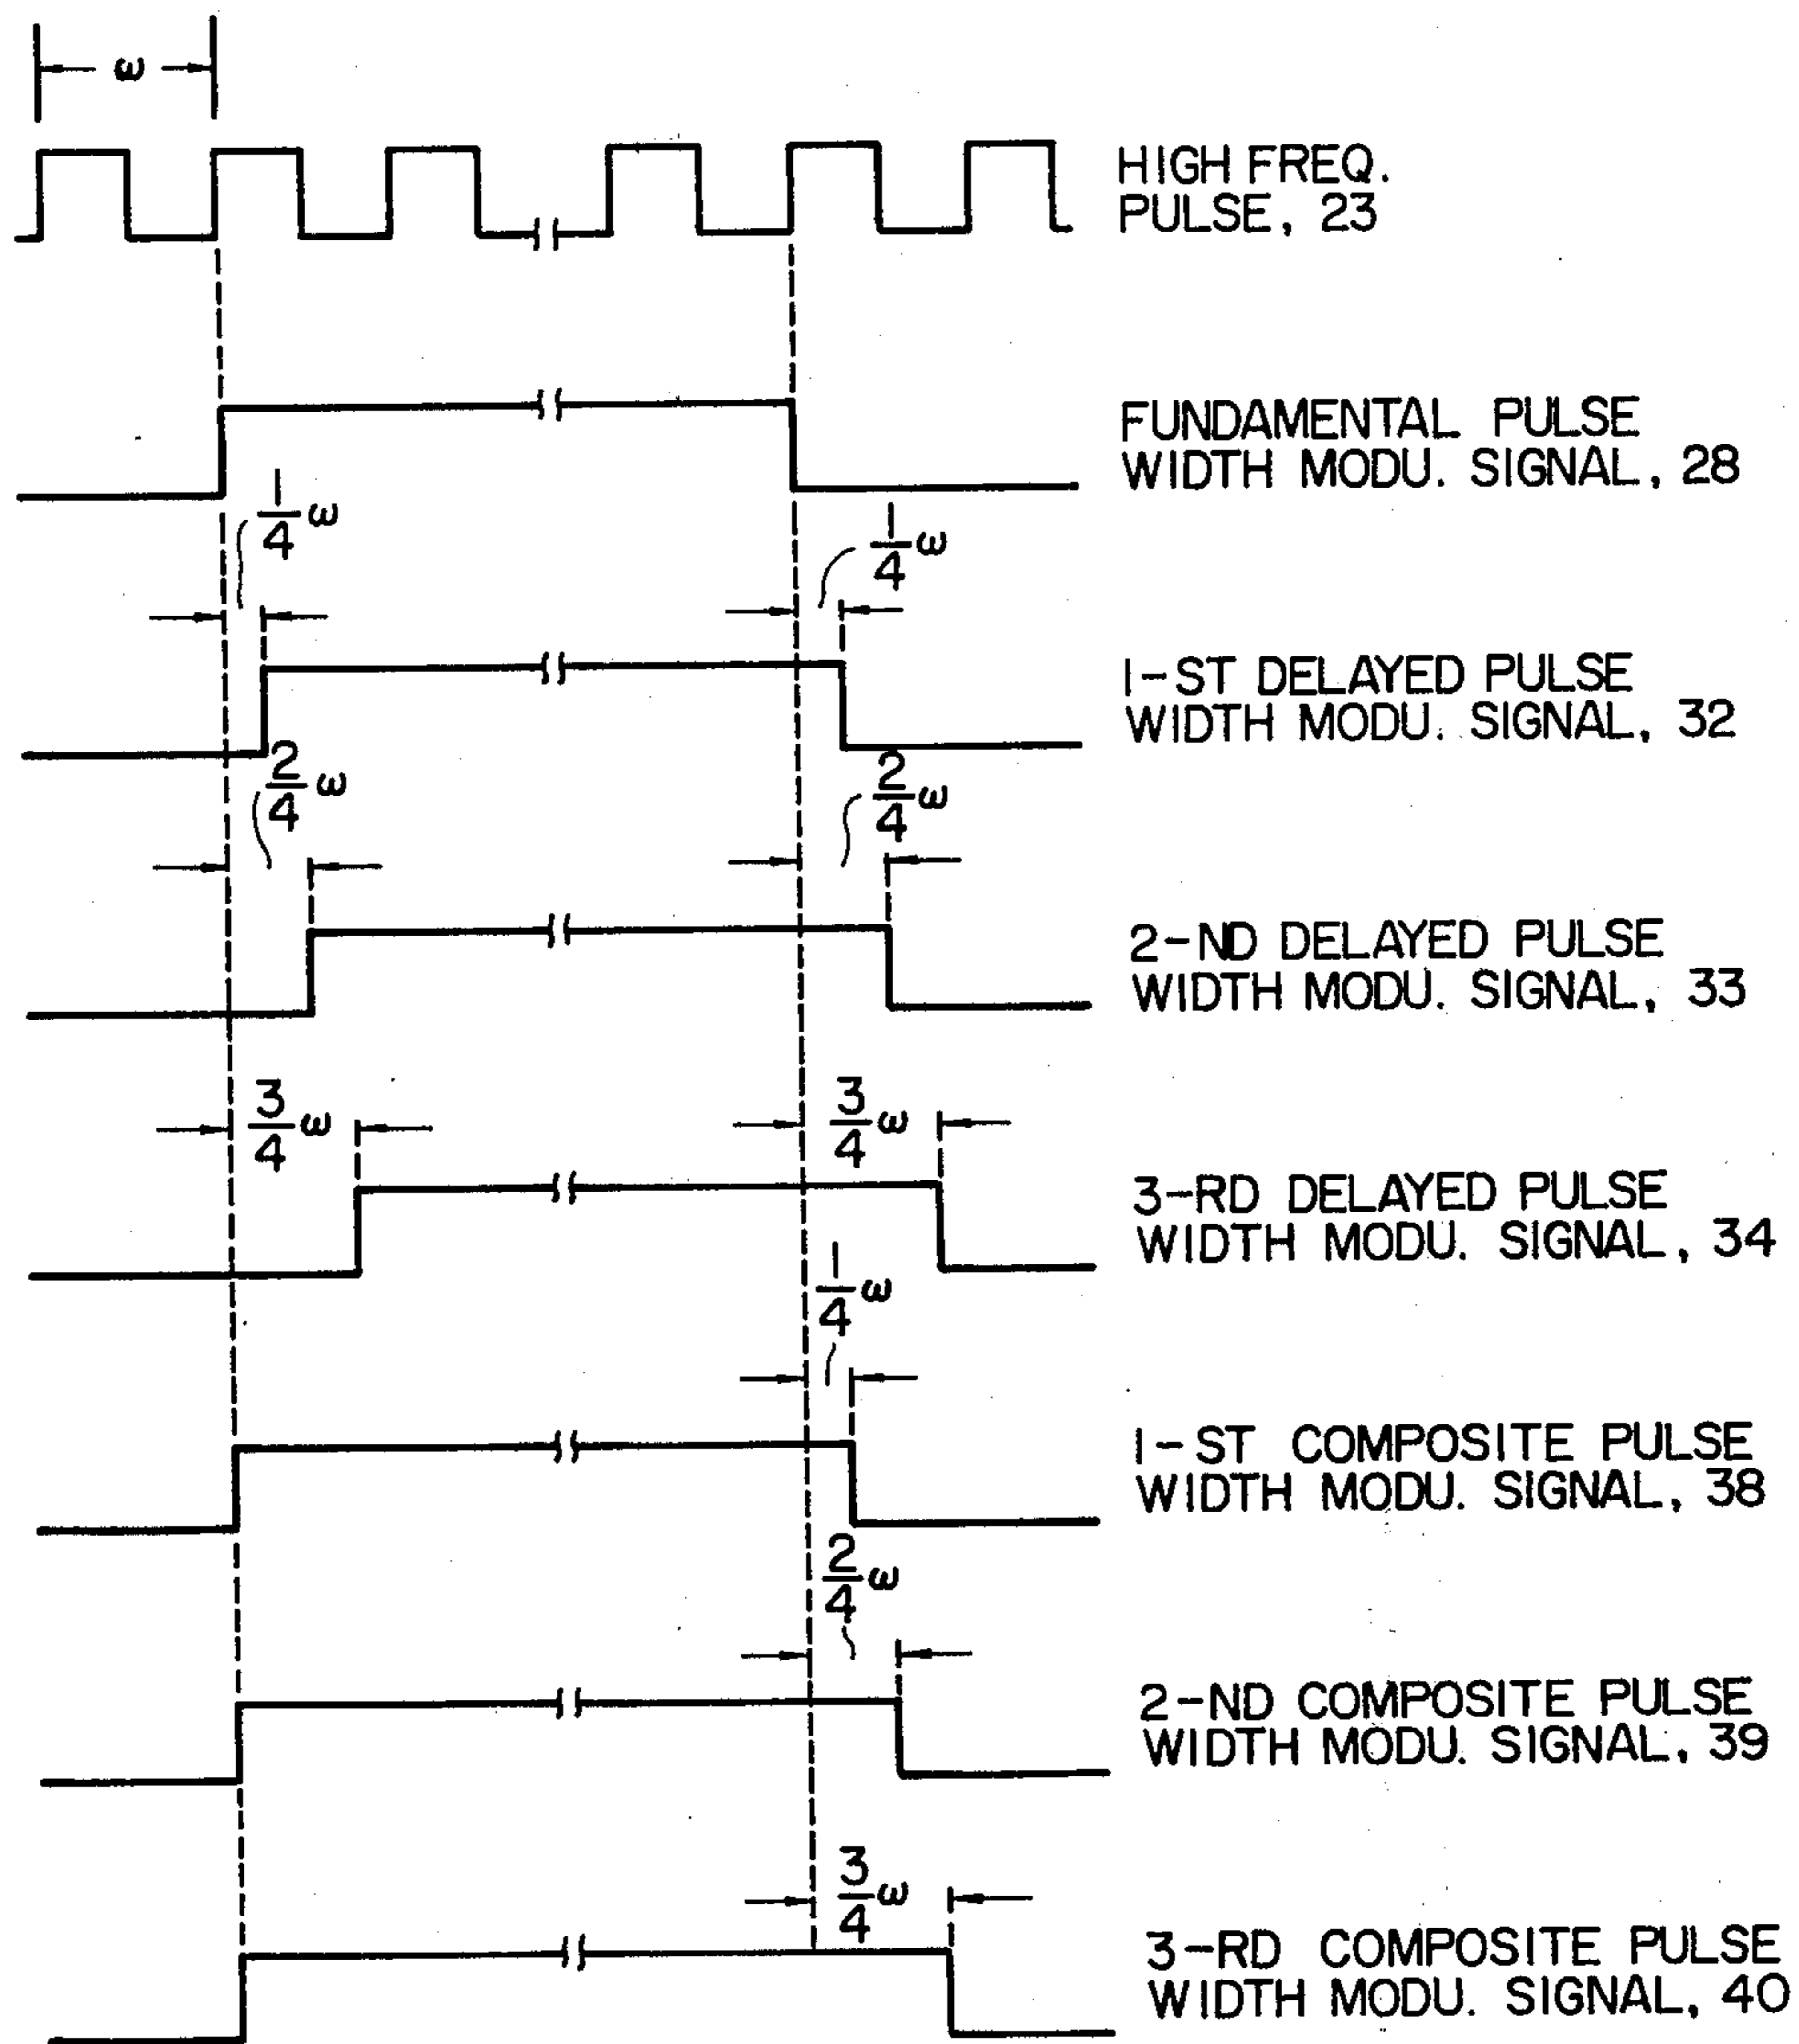 ω
HIGH FREQ.
PULSE, 23
FUNDAMENTAL PULSE
WIDTH MODU. SIGNAL, 28
1/4 ω
1/4 ω
1-ST DELAYED PULSE
WIDTH MODU. SIGNAL, 32
2/4 ω
2/4 ω
2-ND DELAYED PULSE
WIDTH MODU. SIGNAL, 33
3/4 ω
3/4 ω
3-RD DELAYED PULSE
WIDTH MODU. SIGNAL, 34
1/4 ω
1-ST COMPOSITE PULSE
WIDTH MODU. SIGNAL, 38
2/4 ω
2-ND COMPOSITE PULSE
WIDTH MODU. SIGNAL, 39
3/4 ω
3-RD COMPOSITE PULSE
WIDTH MODU. SIGNAL, 40